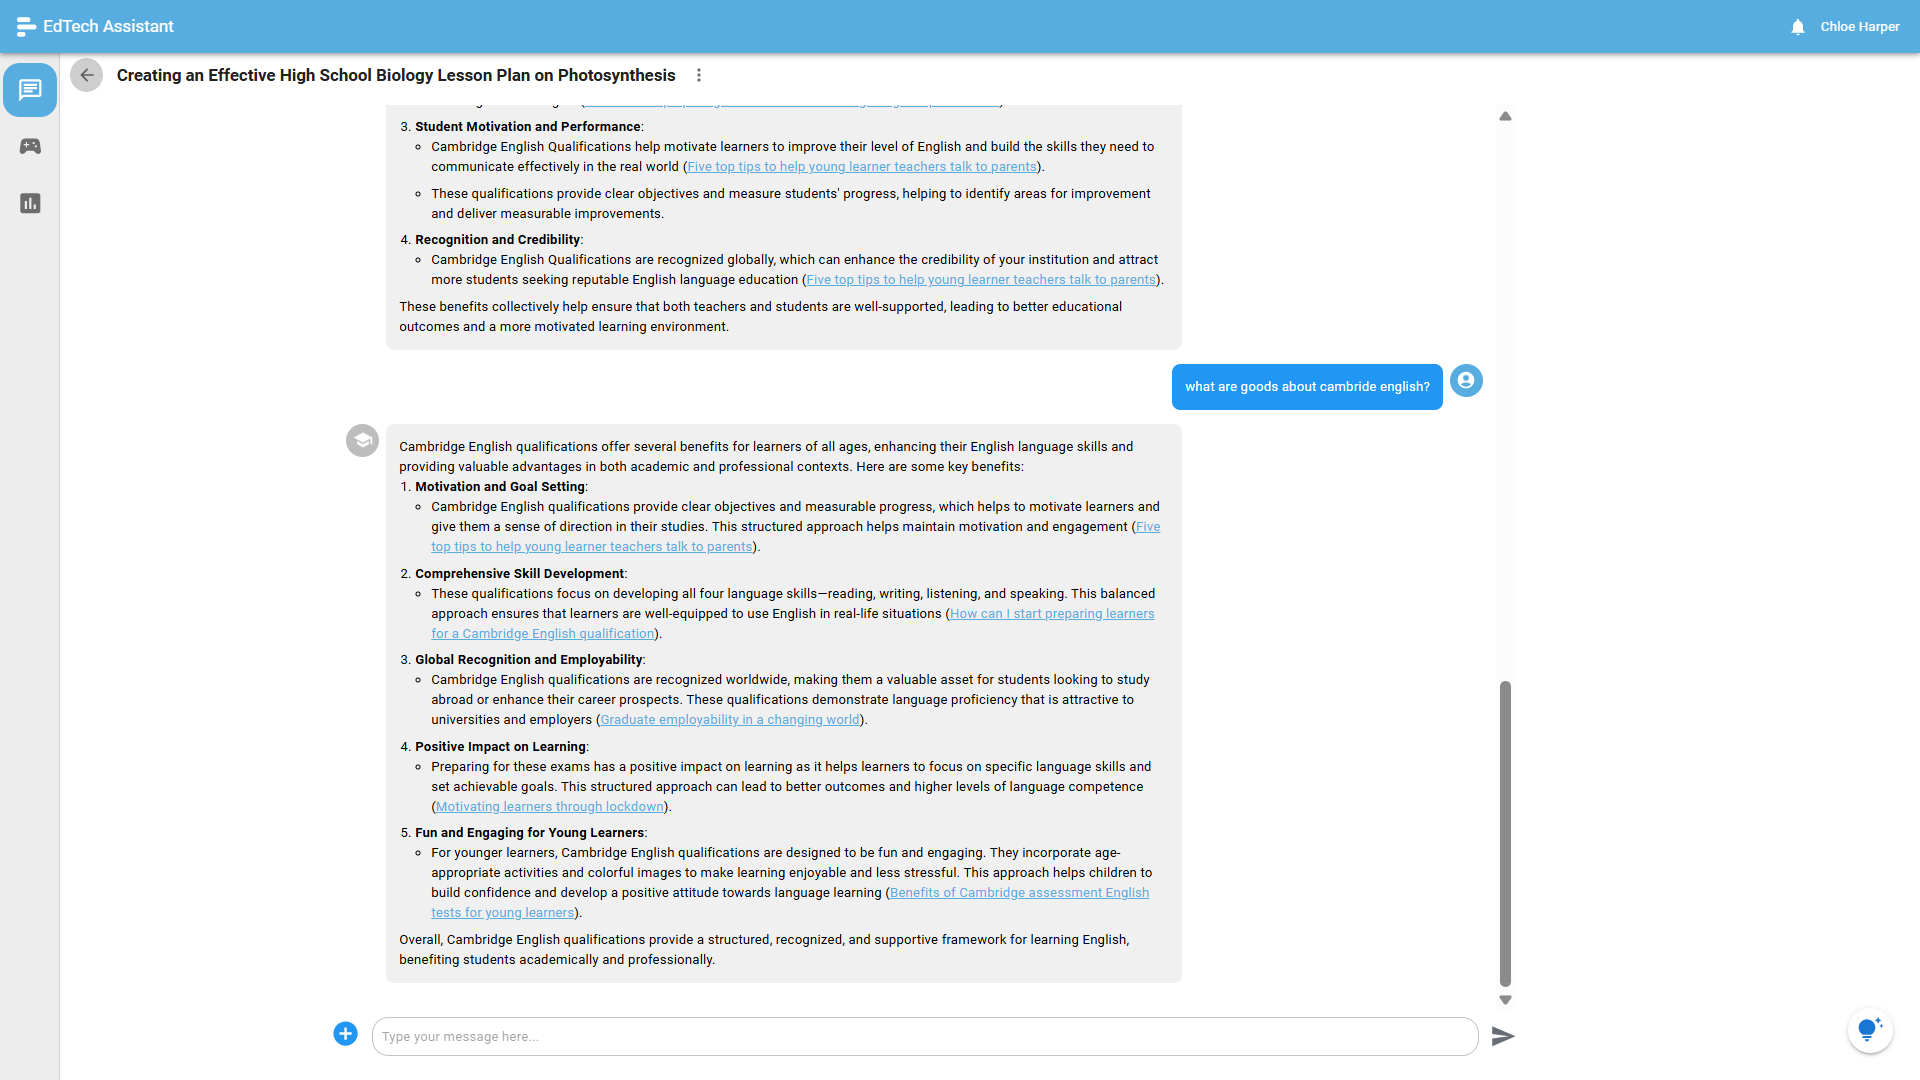 EdTech Assistant
Chloe Harper
Creating an Effective High School Biology Lesson Plan on Photosynthesis
3. Student Motivation and Performance:
Cambridge English Qualifications help motivate learners to improve their level of English and build the skills they need to
communicate effectively in the real world (Five top tips to help young learner teachers talk to parents).
These qualifications provide clear objectives and measure students' progress, helping to identify areas for improvement
and deliver measurable improvements.
4. Recognition and Credibility:
Cambridge English Qualifications are recognized globally, which can enhance the credibility of your institution and attract
more students seeking reputable English language education (Five top tips to help young learner teachers talk to parents).
These benefits collectively help ensure that both teachers and students are well-supported, leading to better educational
outcomes and a more motivated learning environment.
what are goods about cambride english?
Cambridge English qualifications offer several benefits for learners of all ages, enhancing their English language skills and
providing valuable advantages in both academic and professional contexts. Here are some key benefits:
1. Motivation and Goal Setting:
Cambridge English qualifications provide clear objectives and measurable progress, which helps to motivate learners and
give them a sense of direction in their studies. This structured approach helps maintain motivation and engagement (Five
top tips to help young learner teachers talk to parents).
2. Comprehensive Skill Development:
These qualifications focus on developing all four language skills—reading, writing, listening, and speaking. This balanced
approach ensures that learners are well-equipped to use English in real-life situations (How can I start preparing learners
for a Cambridge English qualification).
3. Global Recognition and Employability:
Cambridge English qualifications are recognized worldwide, making them a valuable asset for students looking to study
abroad or enhance their career prospects. These qualifications demonstrate language proficiency that is attractive to
universities and employers (Graduate employability in a changing world).
4. Positive Impact on Learning:
Preparing for these exams has a positive impact on learning as it helps learners to focus on specific language skills and
set achievable goals. This structured approach can lead to better outcomes and higher levels of language competence
(Motivating learners through lockdown).
5. Fun and Engaging for Young Learners:
For younger learners, Cambridge English qualifications are designed to be fun and engaging. They incorporate age-
appropriate activities and colorful images to make learning enjoyable and less stressful. This approach helps children to
build confidence and develop a positive attitude towards language learning (Benefits of Cambridge assessment English
tests for young learners).
Overall, Cambridge English qualifications provide a structured, recognized, and supportive framework for learning English,
benefiting students academically and professionally.
Type your message here...